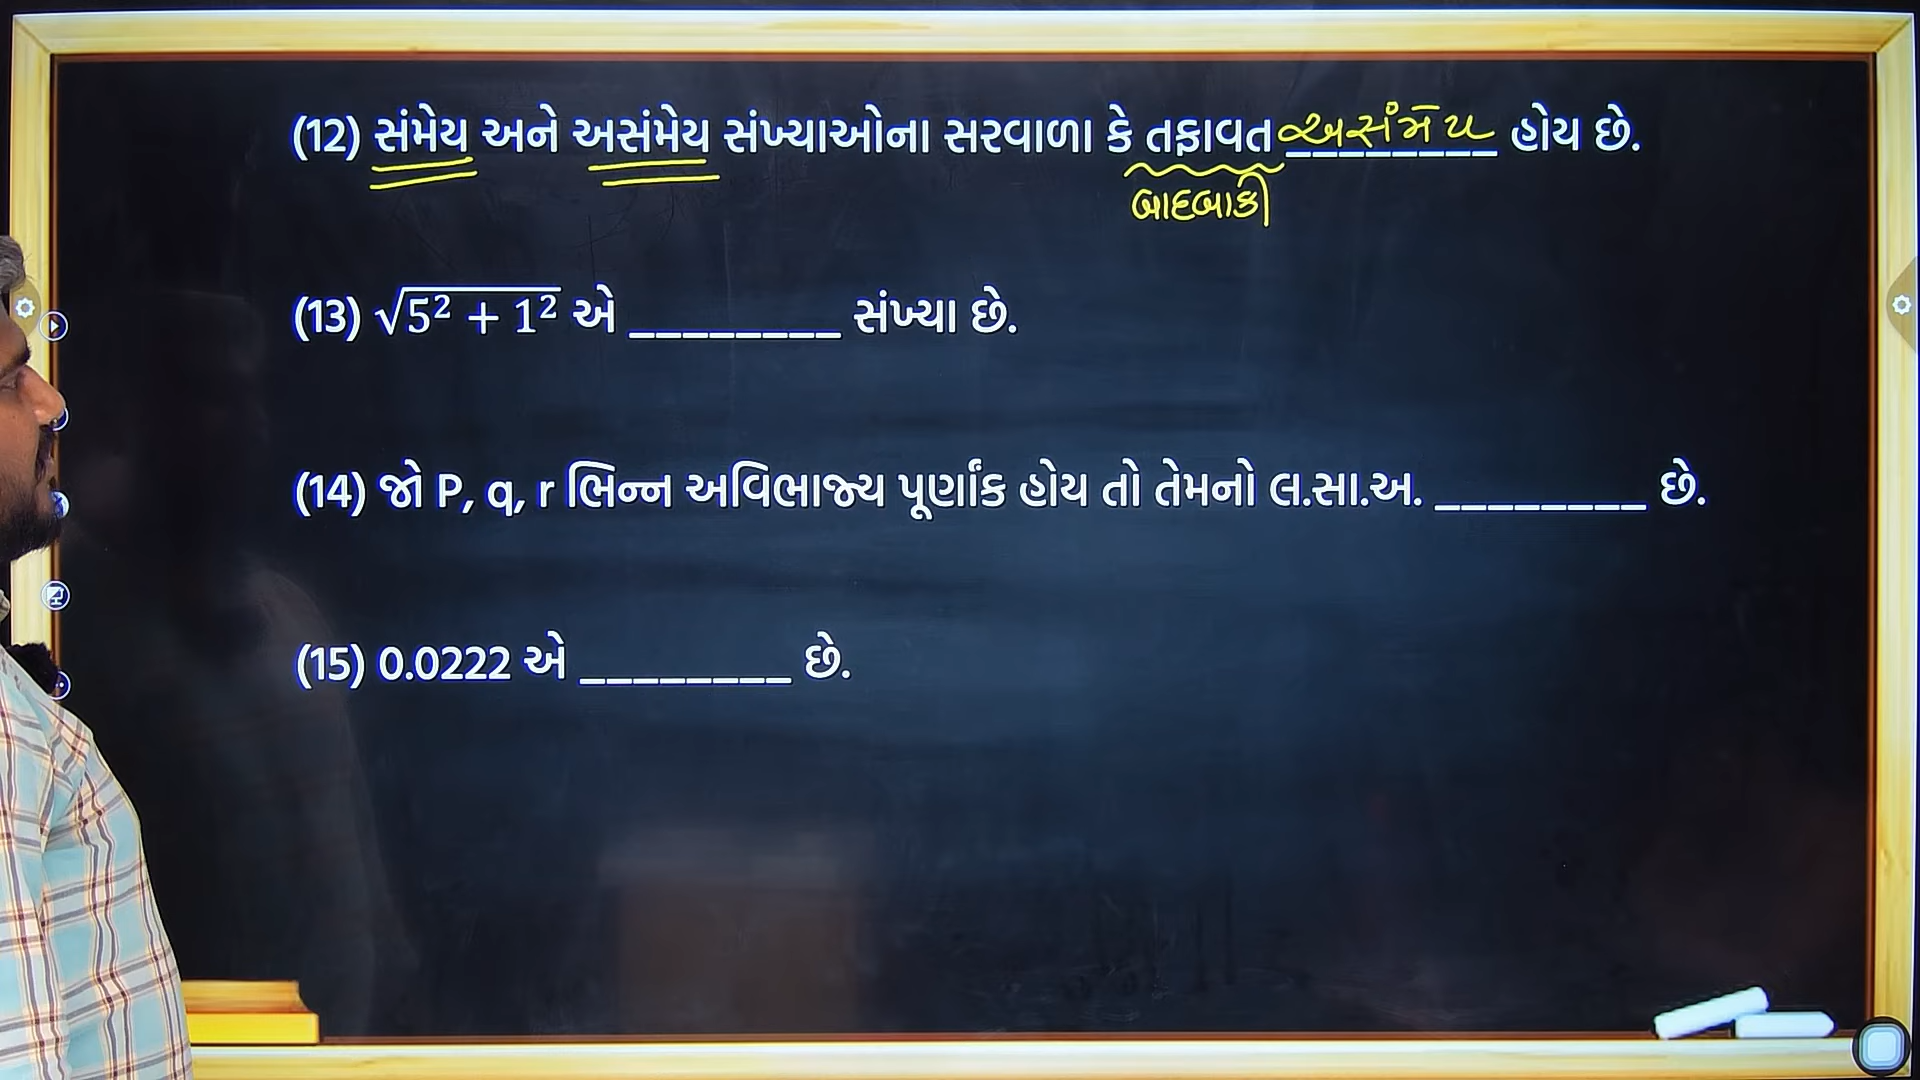 (12) સંમેય અને અસંમેય સંખ્યાઓના સરવાળા કે તફાવત અસંમેય હોય છે.
બાદબાકી
(13) √5² + 1² એ ________ સંખ્યા છે.
(14) જો P, q, r ભિન્ન અવિભાજ્ય પૂર્ણાંક હોય તો તેમનો લ.સા.અ. ________ છે.
(15) 0.0222 એ ________ છે.